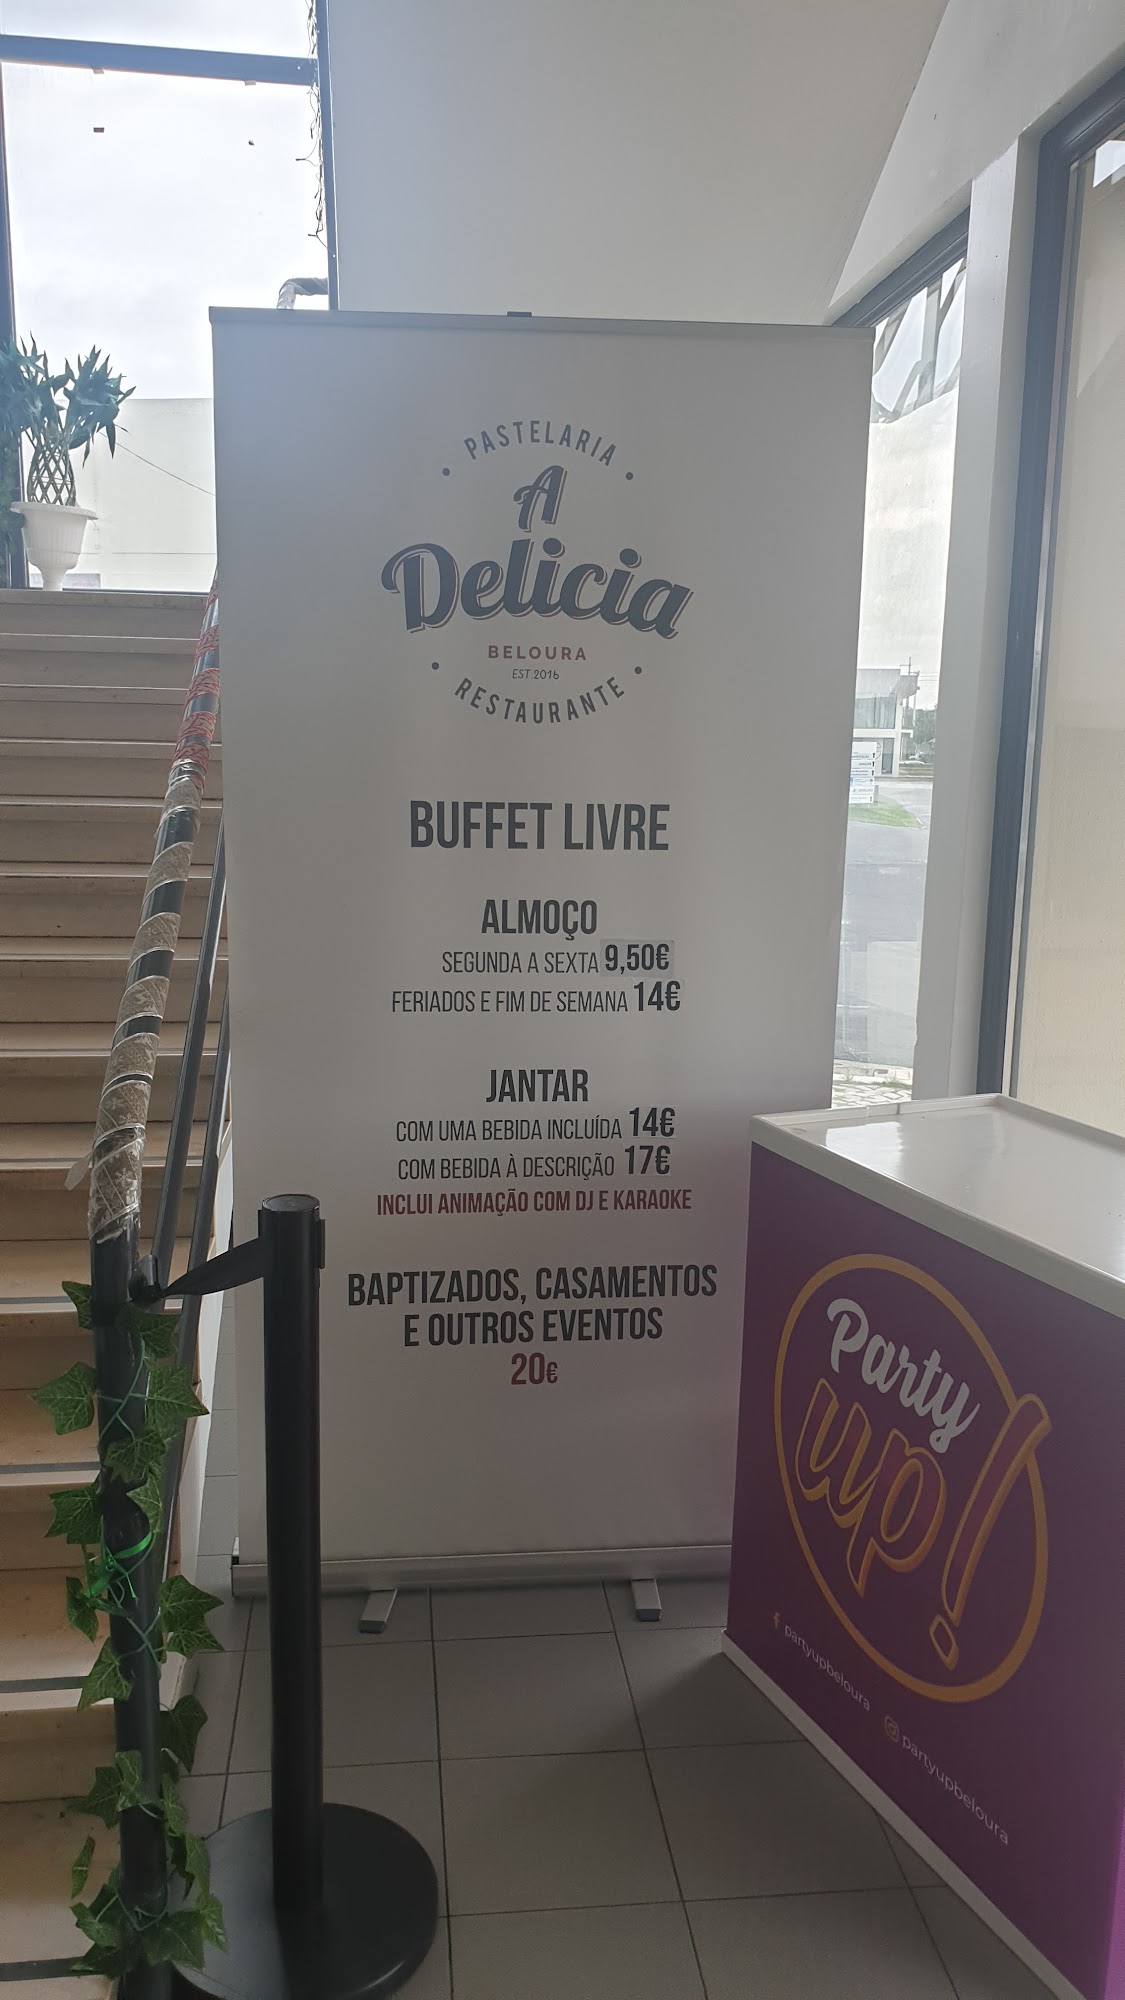 PASTELARIA
A
Delicia
BELOURA
EST.2016
RESTAURANTE
BUFFET LIVRE
ALMOÇO
SEGUNDA A SEXTA 9,50€
FERIADOS E FIM DE SEMANA 14€
JANTAR
COM UMA BEBIDA INCLUÍDA 14€
COM BEBIDA À DESCRIÇÃO 17€
INCLUI ANIMAÇÃO COM DJ E KARAOKE
BAPTIZADOS, CASAMENTOS
E OUTROS EVENTOS
20€
Party
up!
partyupbeloura
partyupbeloura